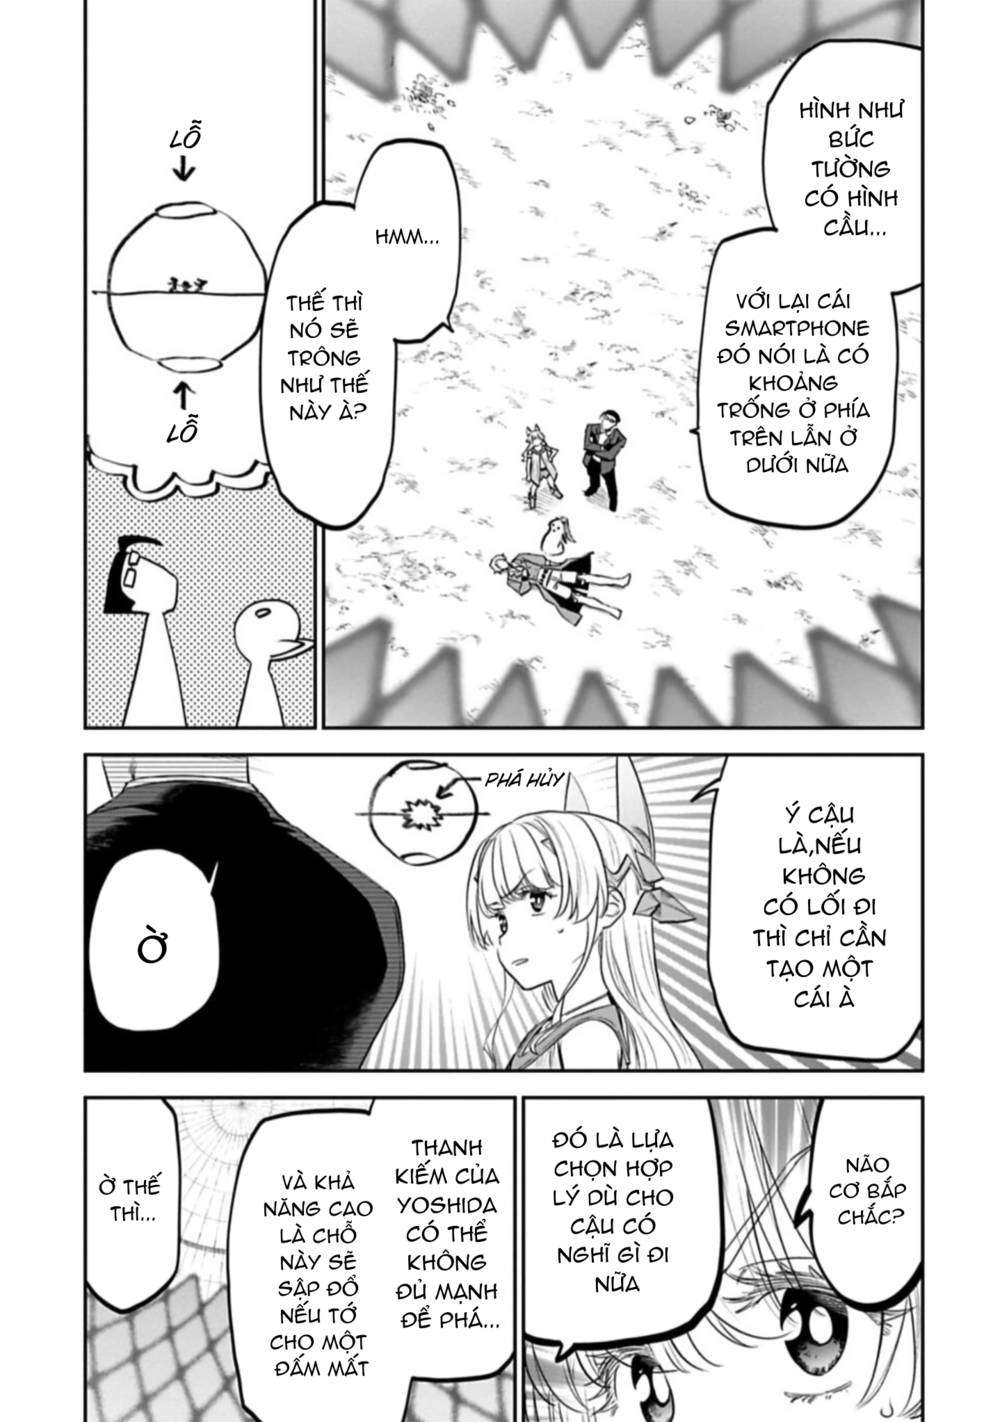 HÌNH NHƯ
BỨC
TƯỜNG
CÓ HÌNH
CẦU...
VỚI LẠI CÁI
SMARTPHONE
ĐÓ NÓI LÀ CÓ
KHOẢNG
TRỐNG Ở PHÍA
TRÊN LẪN Ở
DƯỚI NỮA
HMM...
THẾ THÌ
NÓ SẼ
TRÔNG
NHƯ THẾ
NÀY À?
LỖ
LỖ
Ý CẬU
LÀ,NẾU
KHÔNG
CÓ LỐI ĐI
THÌ CHỈ CẦN
TẠO MỘT
CÁI À
PHÁ HỦY
Ờ
NÃO
CƠ BẮP
CHẮC?
ĐÓ LÀ LỰA
CHỌN HỢP
LÝ DÙ CHO
CẬU CÓ
NGHĨ GÌ ĐI
NỮA
THANH
KIẾM CỦA
YOSHIDA
CÓ THỂ
KHÔNG
ĐỦ MẠNH
ĐỂ PHÁ...
VÀ KHẢ
NĂNG CAO
LÀ CHỖ
NÀY SẼ
SẬP ĐỔ
NẾU TỚ
CHO MỘT
ĐẤM MẤT
Ờ THẾ
THÌ...